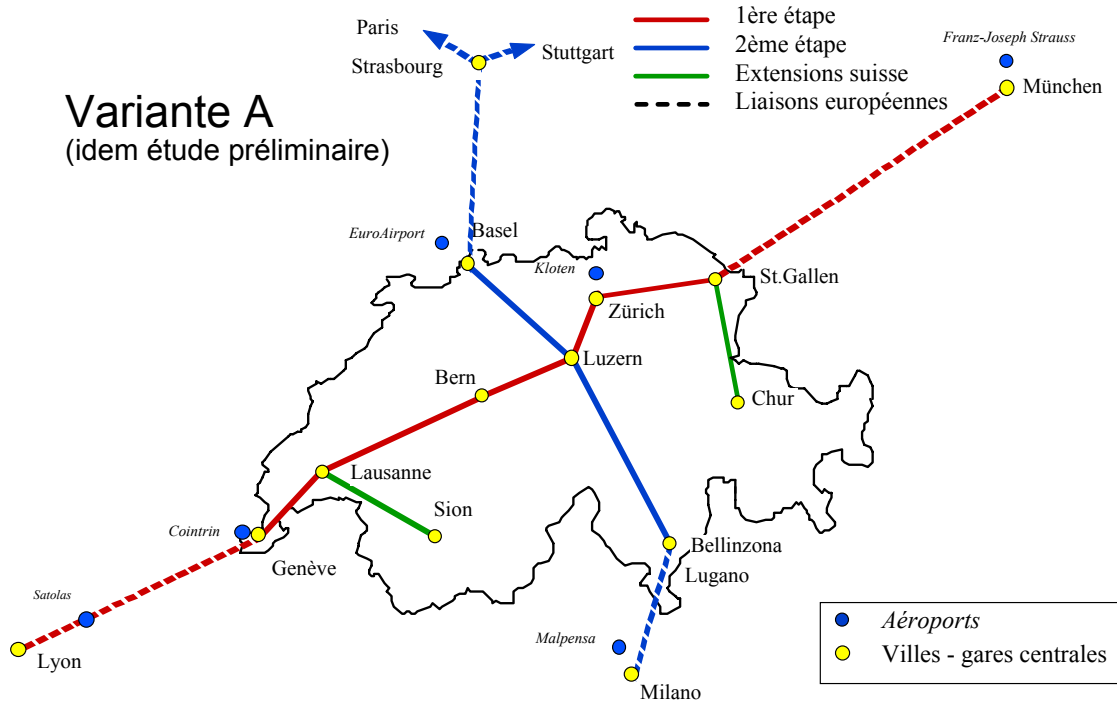 Paris
Strasbourg
Stuttgart
1ère étape
2ème étape
Extensions suisse
Liaisons européennes
Franz-Joseph Strauss
München
Variante A
(idem étude préliminaire)
EuroAirport
Basel
Kloten
Zürich
St.Gallen
Luzern
Bern
Chur
Lausanne
Sion
Cointrin
Genève
Bellinzona
Lugano
Satolas
Lyon
Malpensa
Milano
Aéroports
Villes - gares centrales